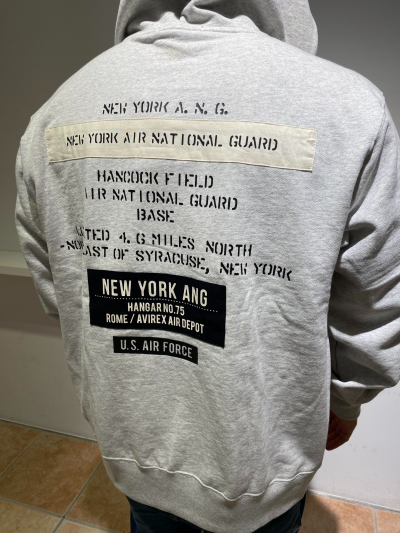 NEW YORK A. N. G.
NEW YORK AIR NATIONAL GUARD
HANCOCK FIELD
AIR NATIONAL GUARD
BASE
4. 6 MILES NORTH
OF SYRACUSE, NEW YORK
NEW YORK ANG
HANGAR NO.75
ROME / AVIREX AIR DEPOT
U.S. AIR FORCE